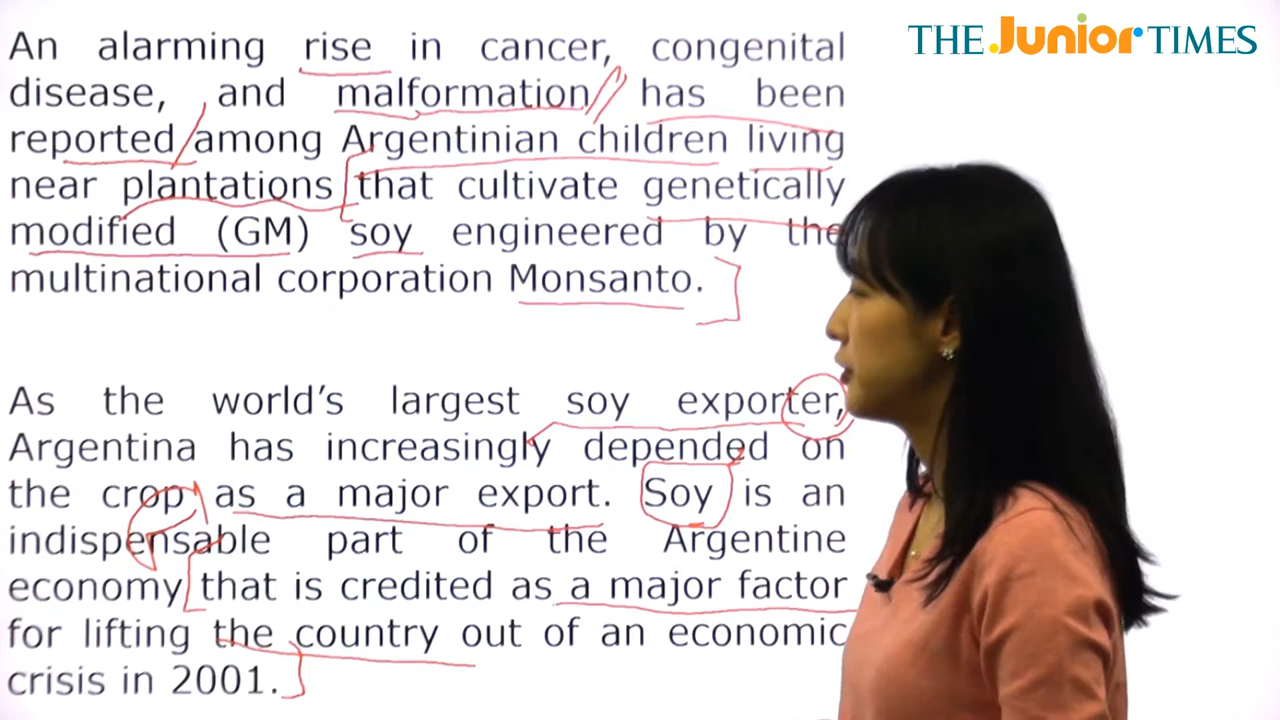 THE Junior TIMES
An alarming rise in cancer, congenital
disease, and malformation has been
reported among Argentinian children living
near plantations that cultivate genetically
modified (GM) soy engineered by the
multinational corporation Monsanto.
As the world's largest soy exporter,
Argentina has increasingly depended on
the crop as a major export. Soy is an
indispensable part of the Argentine
economy that is credited as a major factor
for lifting the country out of an economic
crisis in 2001.